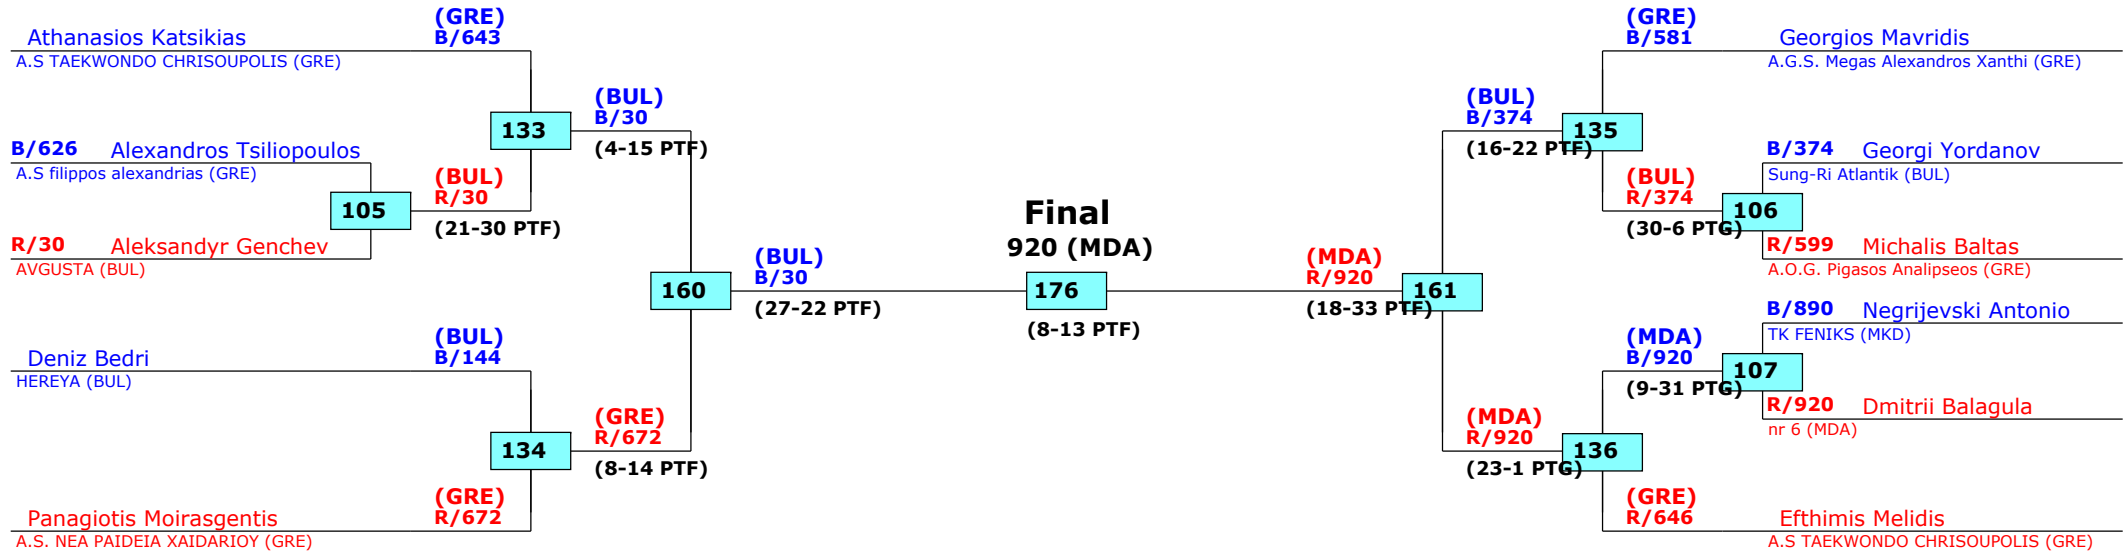 (GRE)
B/643
Athanasios Katsikias
A.S TAEKWONDO CHRISOUPOLIS (GRE)
133
(BUL)
B/30
(4-15 PTF)
B/626 Alexandros Tsiliopoulos
A.S filippos alexandrias (GRE)
105
(BUL)
R/30
(21-30 PTF)
R/30 Aleksandyr Genchev
AVGUSTA (BUL)
160
(BUL)
B/30
(27-22 PTF)
(BUL)
B/144
Deniz Bedri
HEREYA (BUL)
134
(GRE)
R/672
(8-14 PTF)
(GRE)
R/672
Panagiotis Moirasgentis
A.S. NEA PAIDEIA XAIDARIOY (GRE)
Final
920 (MDA)
176
(8-13 PTF)
(GRE)
B/581
Georgios Mavridis
A.G.S. Megas Alexandros Xanthi (GRE)
(BUL)
B/374
(16-22 PTF)
135
B/374 Georgi Yordanov
Sung-Ri Atlantik (BUL)
(BUL)
R/374
(30-6 PTG)
106
R/599 Michalis Baltas
A.O.G. Pigasos Analipseos (GRE)
(MDA)
R/920
(18-33 PTF)
161
B/890 Negrijevski Antonio
TK FENIKS (MKD)
(MDA)
B/920
(9-31 PTG)
107
R/920 Dmitrii Balagula
nr 6 (MDA)
(MDA)
R/920
(23-1 PTG)
136
(GRE)
R/646
Efthimis Melidis
A.S TAEKWONDO CHRISOUPOLIS (GRE)